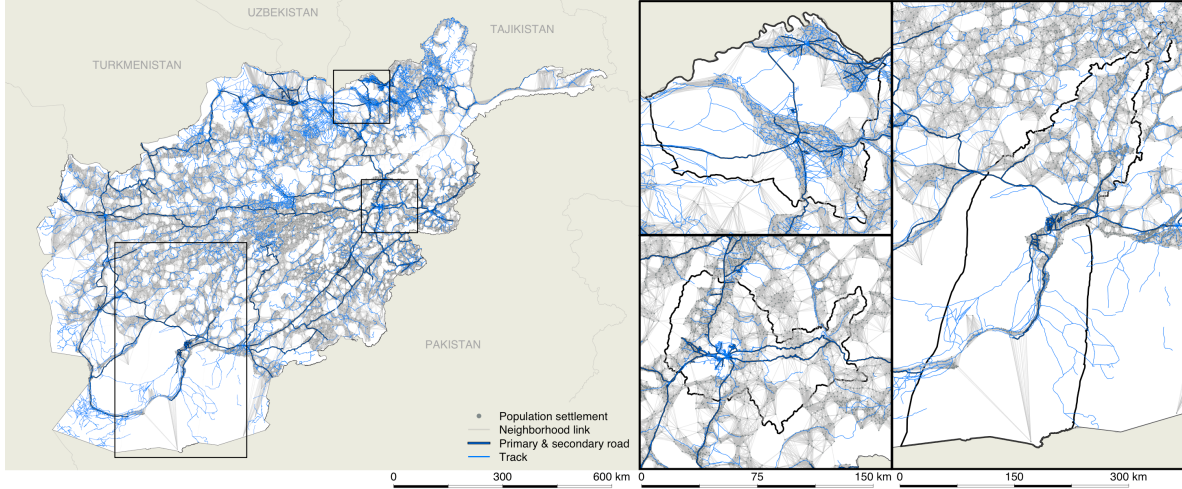 UZBEKISTAN
TAJIKISTAN
TURKMENISTAN
PAKISTAN
Population settlement
Neighborhood link
Primary & secondary road
Track
0 300 600 km
0 75 150 km
0 150 300 km